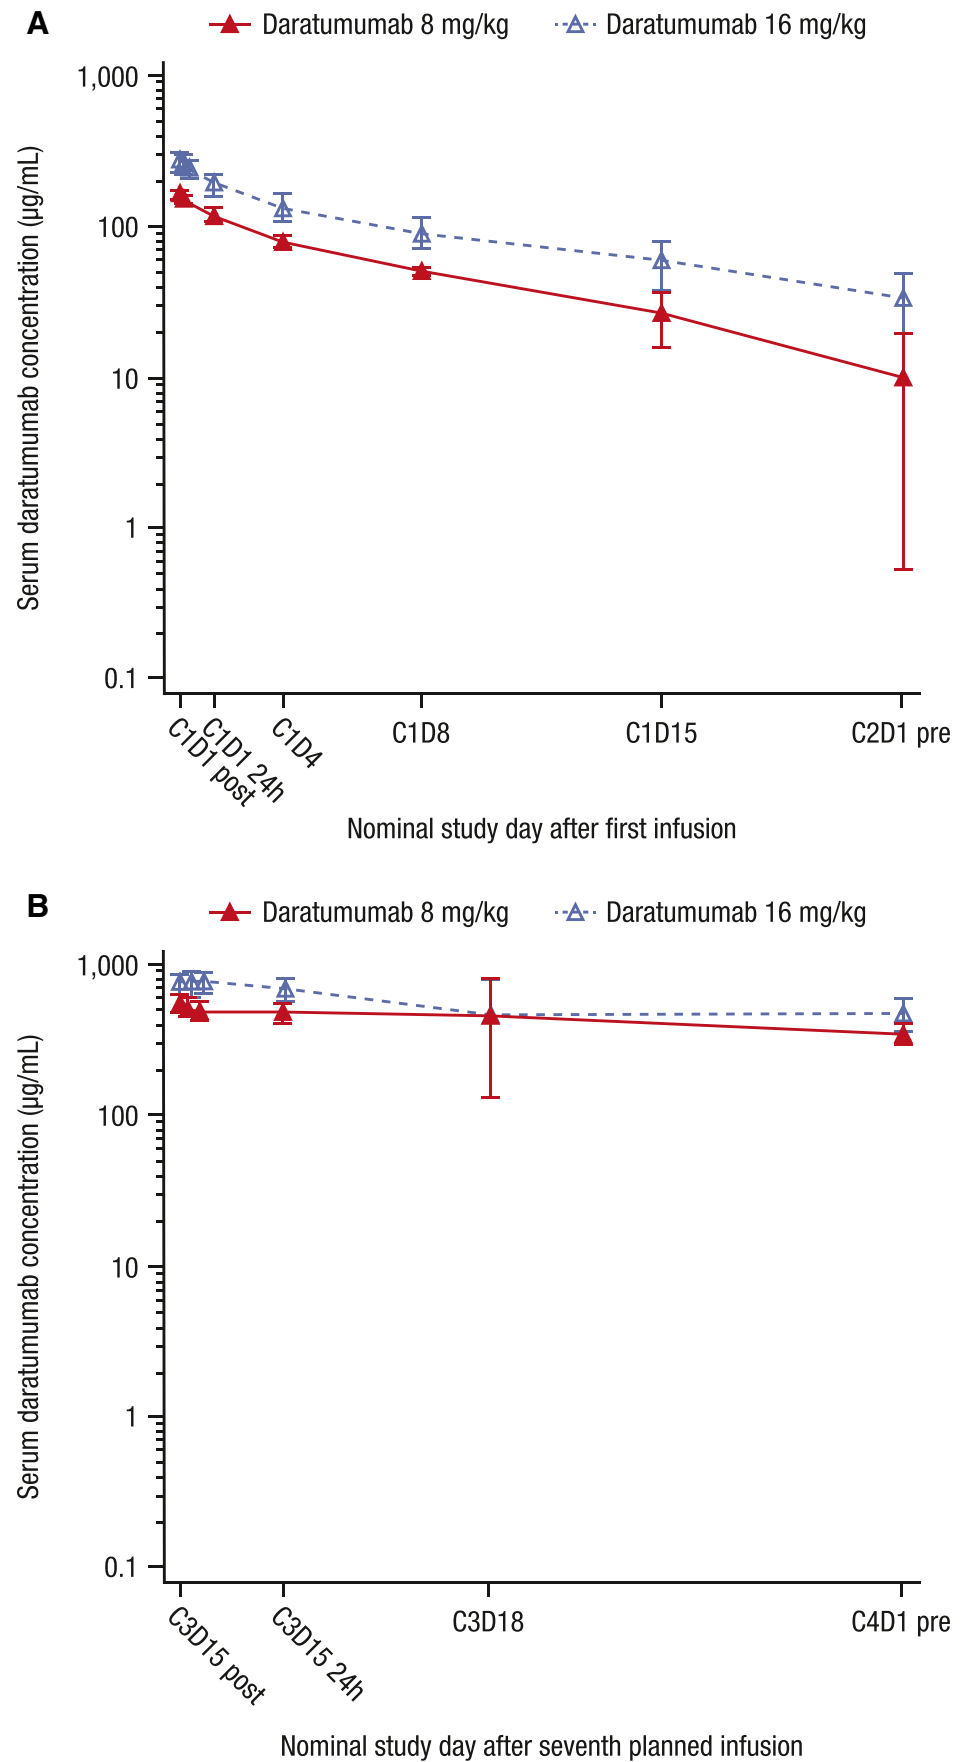 A
Daratumumab 8 mg/kg
Daratumumab 16 mg/kg
Serum daratumumab concentration (µg/mL)
1,000
100
10
1
0.1
C1D1 post
C1D1 24h
C1D4
C1D8
C1D15
C2D1 pre
Nominal study day after first infusion
B
Daratumumab 8 mg/kg
Daratumumab 16 mg/kg
Serum daratumumab concentration (µg/mL)
1,000
100
10
1
0.1
C3D15 post
C3D15 24h
C3D18
C4D1 pre
Nominal study day after seventh planned infusion